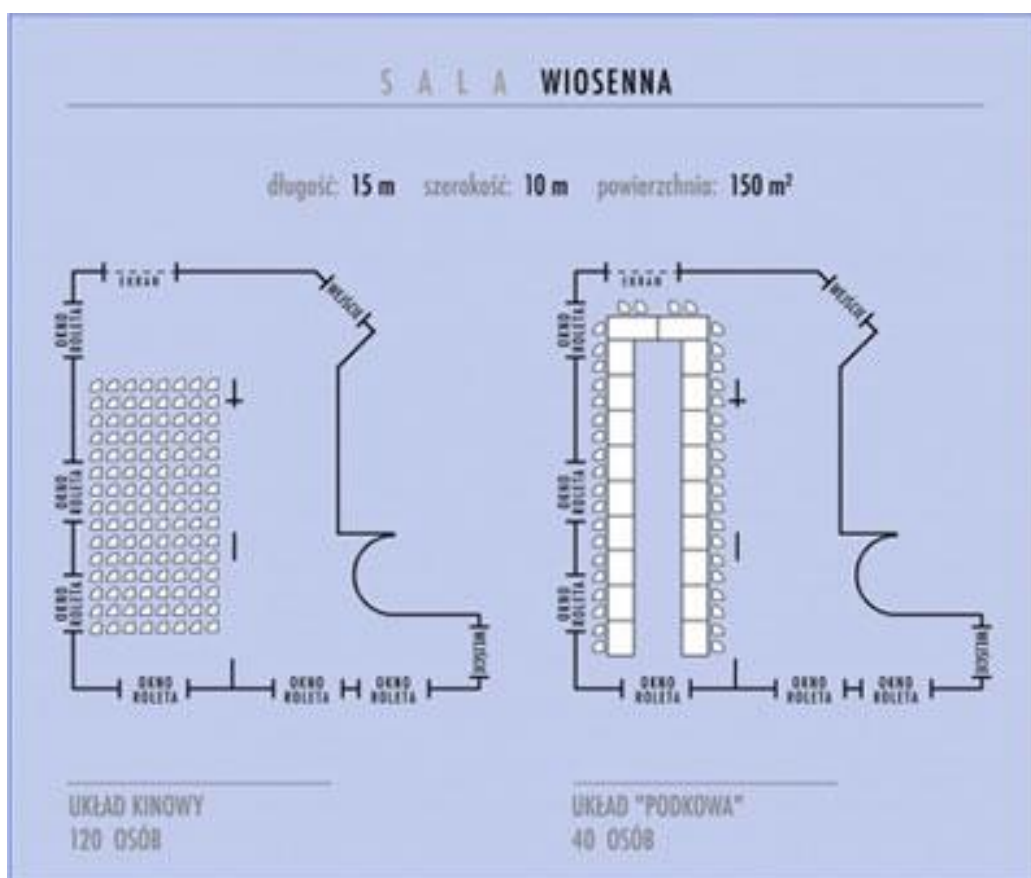 SALA WIOSENNA
długość: 15 m szerokość: 10 m powierzchnia: 150 m²
EKRAN
WEJŚCIE
OKNO
ROLETA
OKNO
ROLETA
OKNO
ROLETA
WEJŚCIE
OKNO
ROLETA
OKNO
ROLETA
OKNO
ROLETA
EKRAN
WEJŚCIE
OKNO
ROLETA
OKNO
ROLETA
OKNO
ROLETA
WEJŚCIE
OKNO
ROLETA
OKNO
ROLETA
OKNO
ROLETA
UKŁAD KINOWY
120 OSÓB
UKŁAD "PODKOWA"
40 OSÓB